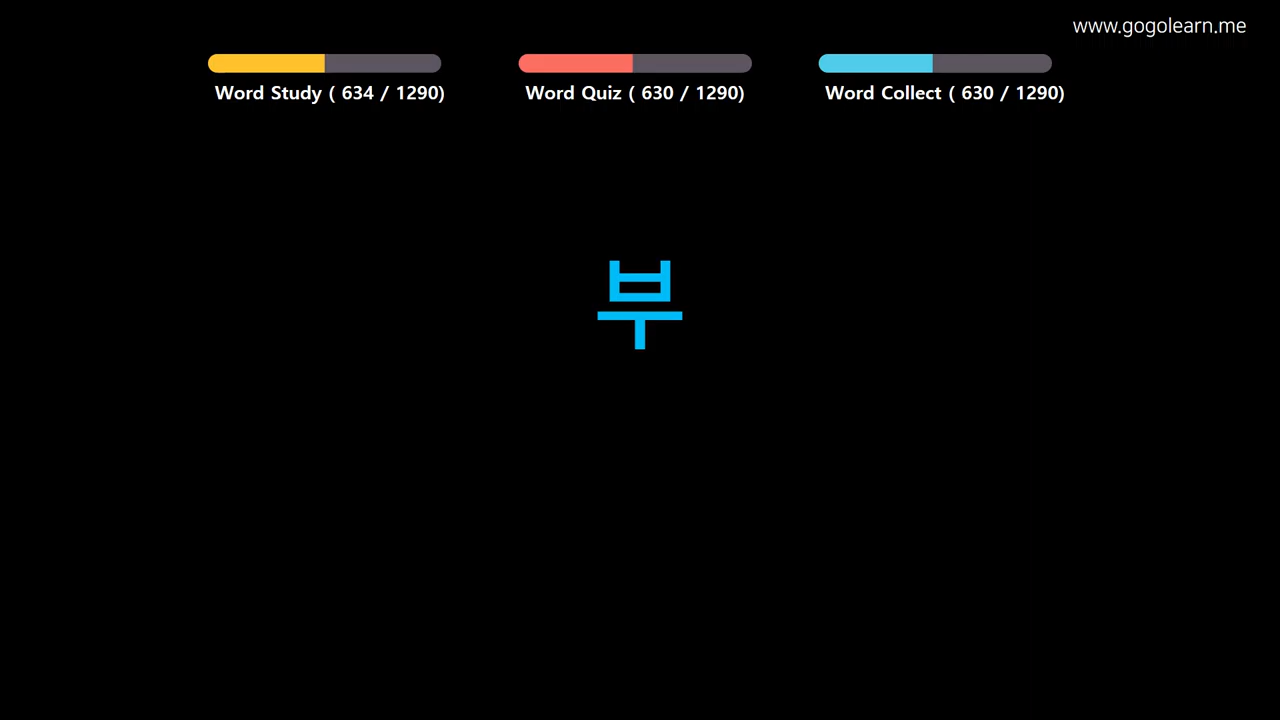 www.gogolearn.me
Word Study ( 634 / 1290)
Word Quiz ( 630 / 1290)
Word Collect ( 630 / 1290)
부